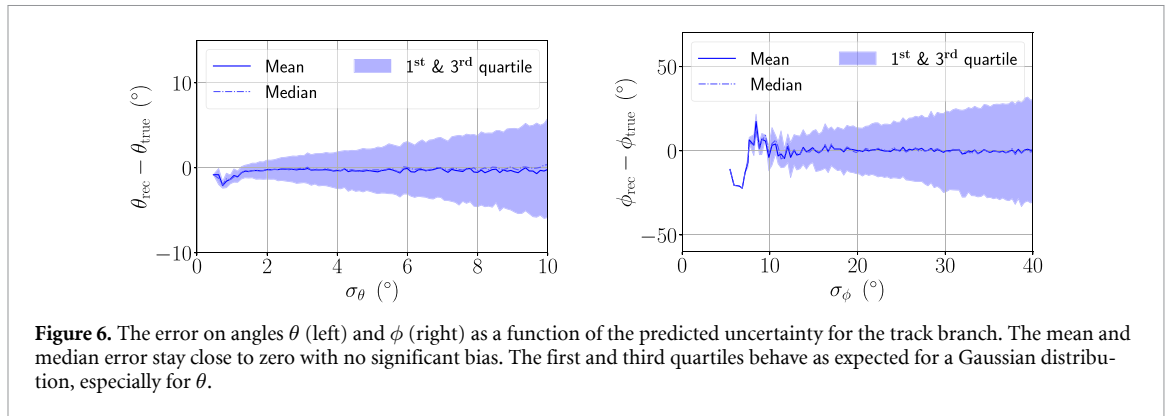 Mean
1st & 3rd quartile
Median
θrec − θtrue (°)
10
0
−10
0
2
4
6
8
10
σθ (°)
Mean
1st & 3rd quartile
Median
ϕrec − ϕtrue (°)
50
0
−50
0
10
20
30
40
σϕ (°)
Figure 6. The error on angles θ (left) and ϕ (right) as a function of the predicted uncertainty for the track branch. The mean and
median error stay close to zero with no significant bias. The first and third quartiles behave as expected for a Gaussian distribu-
tion, especially for θ.